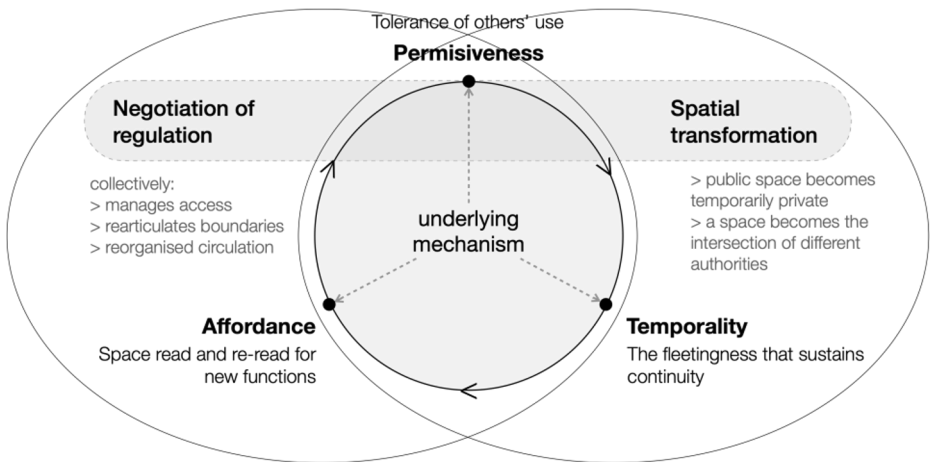 Tolerance of others’ use
Permisiveness
Negotiation of
regulation
Spatial
transformation
collectively:
> manages access
> rearticulates boundaries
> reorganised circulation
> public space becomes
temporarily private
> a space becomes the
intersection of different
authorities
underlying
mechanism
Affordance
Space read and re-read for
new functions
Temporality
The fleetingness that sustains
continuity